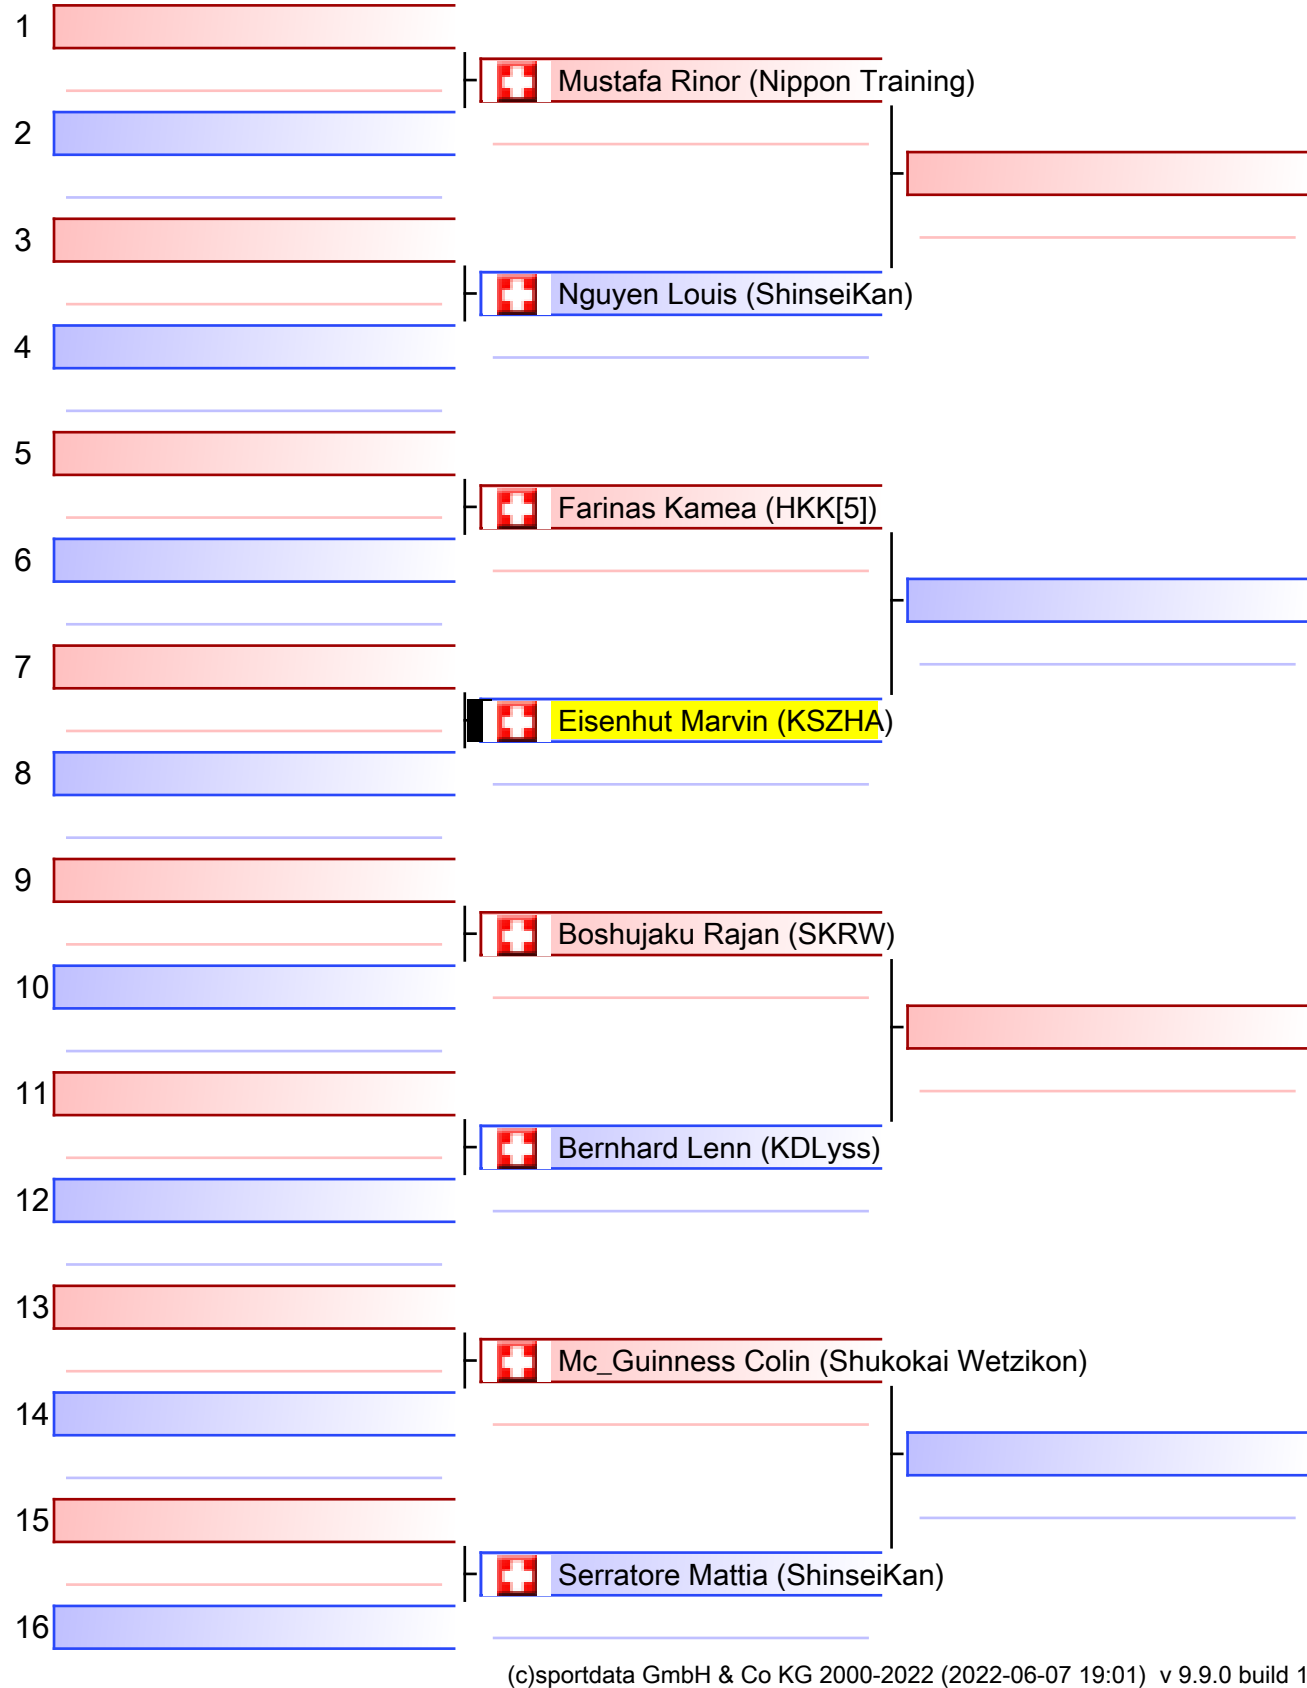 1
Mustafa Rinor (Nippon Training)
2
3
Nguyen Louis (ShinseiKan)
4
5
Farinas Kamea (HKK[5])
6
7
Eisenhut Marvin (KSZHA)
8
9
Boshujaku Rajan (SKRW)
10
11
Bernhard Lenn (KDLyss)
12
13
Mc_Guinness Colin (Shukokai Wetzikon)
14
15
Serratore Mattia (ShinseiKan)
16
(c)sportdata GmbH & Co KG 2000-2022 (2022-06-07 19:01) v 9.9.0 build 1